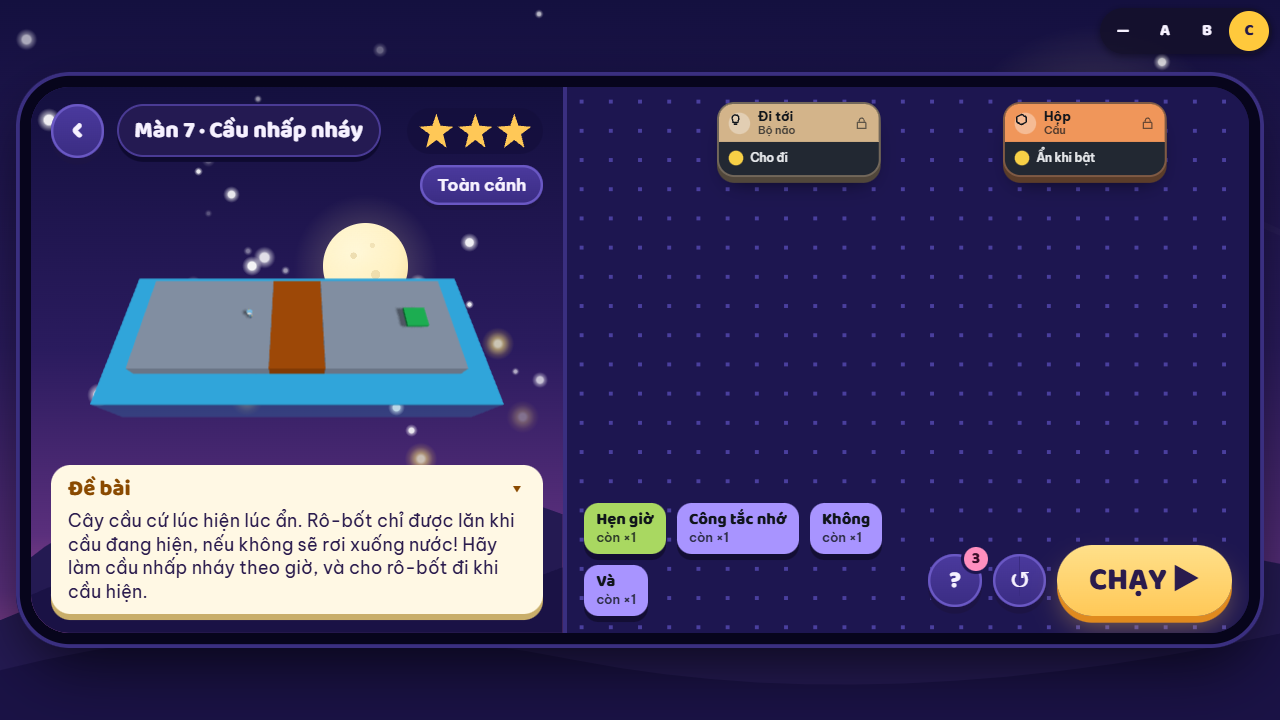 — A B C
Màn 7 • Cầu nhấp nháy
Toàn cảnh
Đề bài
Cây cầu cứ lúc hiện lúc ẩn. Rô-bốt chỉ được lăn khi
cầu đang hiện, nếu không sẽ rơi xuống nước! Hãy
làm cầu nhấp nháy theo giờ, và cho rô-bốt đi khi
cầu hiện.
Đi tới
Bộ não
Cho đi
Hộp
Cầu
Ẩn khi bật
Hẹn giờ
còn ×1
Công tắc nhớ
còn ×1
Không
còn ×1
Và
còn ×1
?
3
CHẠY